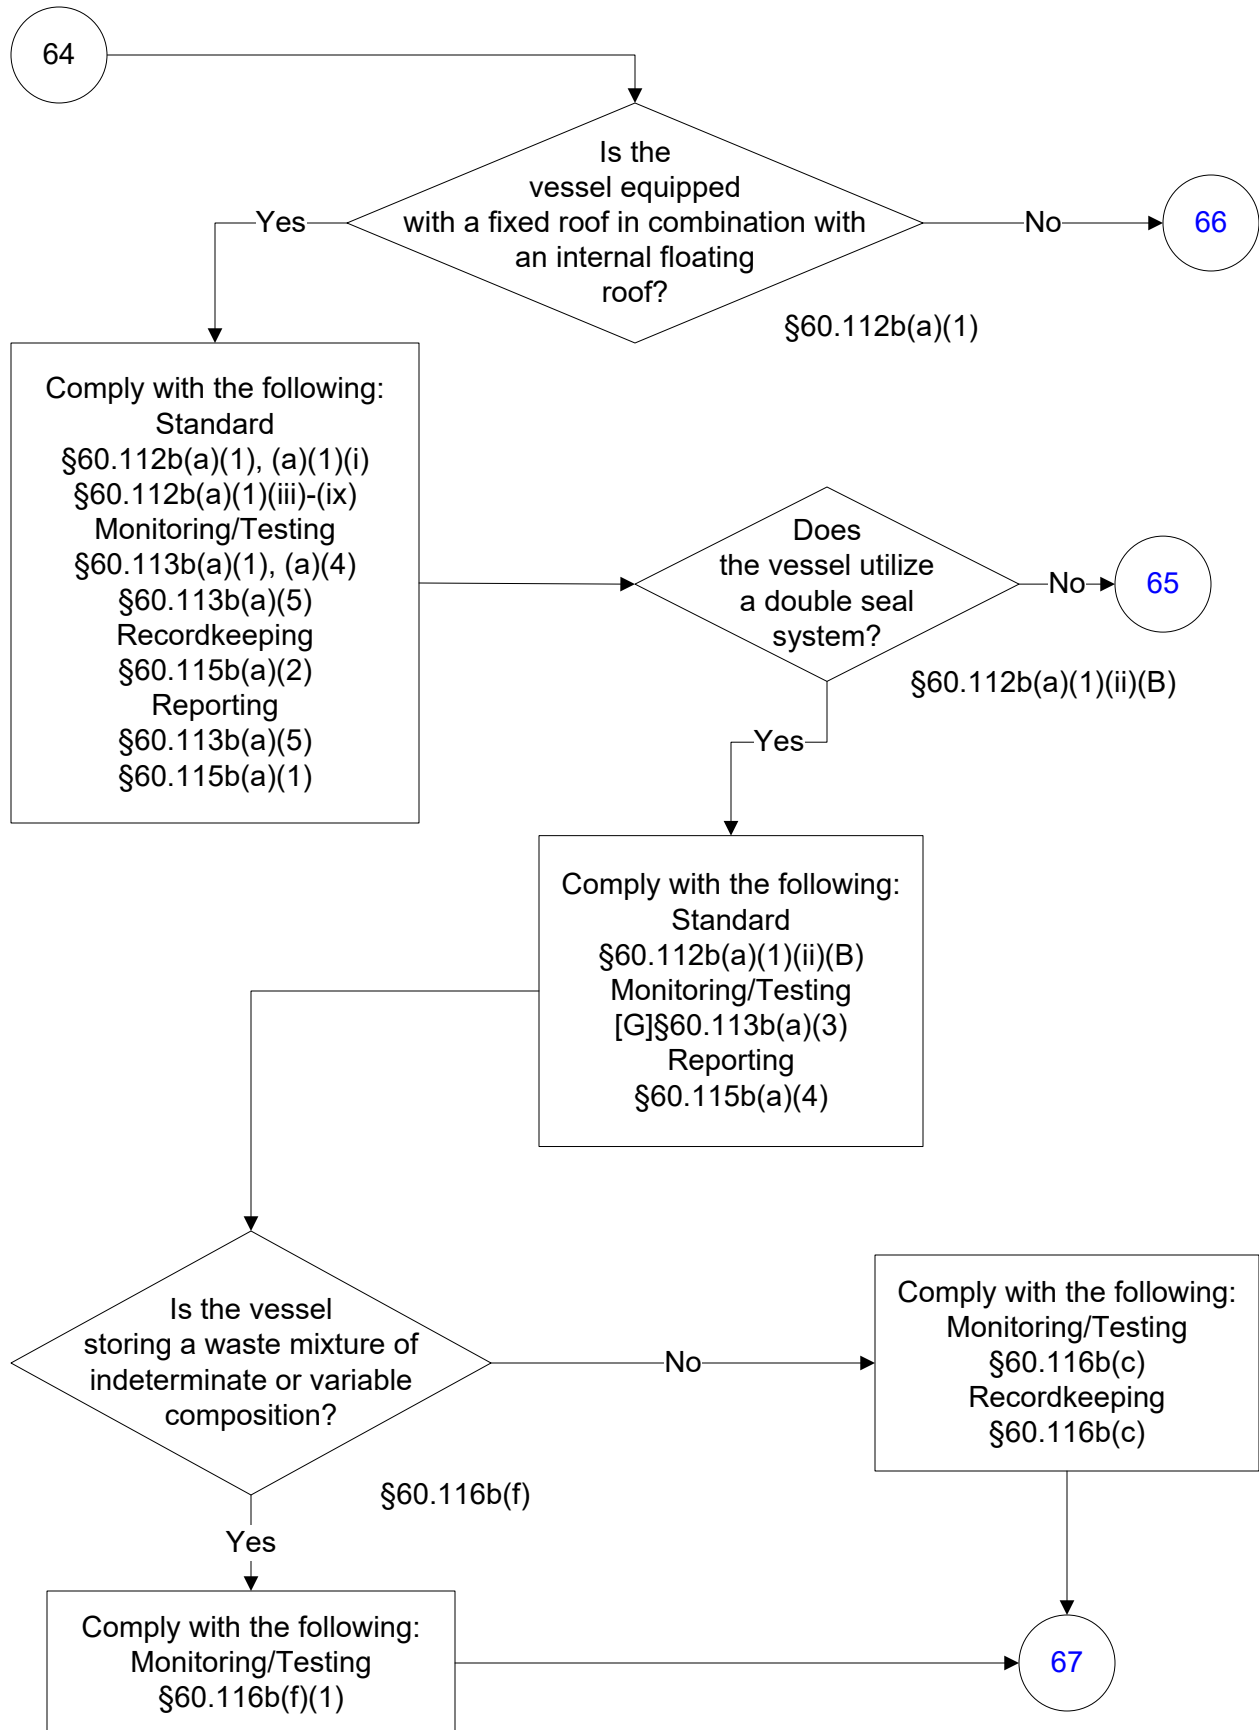 64
Is the
vessel equipped
with a fixed roof in combination with
an internal floating
roof?
Yes
No
66
§60.112b(a)(1)
Comply with the following:
Standard
§60.112b(a)(1), (a)(1)(i)
§60.112b(a)(1)(iii)-(ix)
Monitoring/Testing
§60.113b(a)(1), (a)(4)
§60.113b(a)(5)
Recordkeeping
§60.115b(a)(2)
Reporting
§60.113b(a)(5)
§60.115b(a)(1)
Does
the vessel utilize
a double seal
system?
No
65
§60.112b(a)(1)(ii)(B)
Yes
Comply with the following:
Standard
§60.112b(a)(1)(ii)(B)
Monitoring/Testing
[G]§60.113b(a)(3)
Reporting
§60.115b(a)(4)
Is the vessel
storing a waste mixture of
indeterminate or variable
composition?
No
§60.116b(f)
Comply with the following:
Monitoring/Testing
§60.116b(c)
Recordkeeping
§60.116b(c)
Yes
Comply with the following:
Monitoring/Testing
§60.116b(f)(1)
67